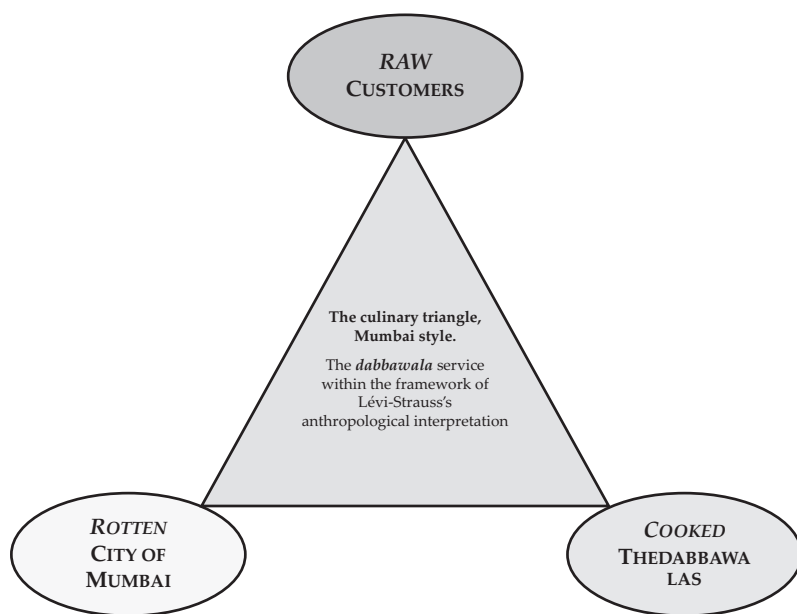 RAW
CUSTOMERS
The culinary triangle,
Mumbai style.
The dabbawala service
within the framework of
Lévi-Strauss's
anthropological interpretation
ROTTEN
CITY OF
MUMBAI
COOKED
THEDABBAWA
LAS